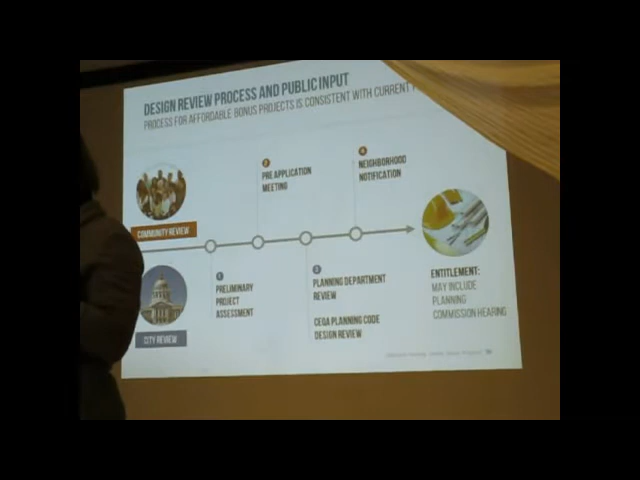 DESIGN REVIEW PROCESS AND PUBLIC INPUT
PROCESS FOR AFFORDABLE BONUS PROJECTS IS CONSISTENT WITH CURRENT
COMMUNITY REVIEW
2
PRE APPLICATION
MEETING
4
NEIGHBORHOOD
NOTIFICATION
CITY REVIEW
1
PRELIMINARY
PROJECT
ASSESSMENT
3
PLANNING DEPARTMENT
REVIEW
CEQA PLANNING CODE
DESIGN REVIEW
ENTITLEMENT:
MAY INCLUDE
PLANNING
COMMISSION HEARING